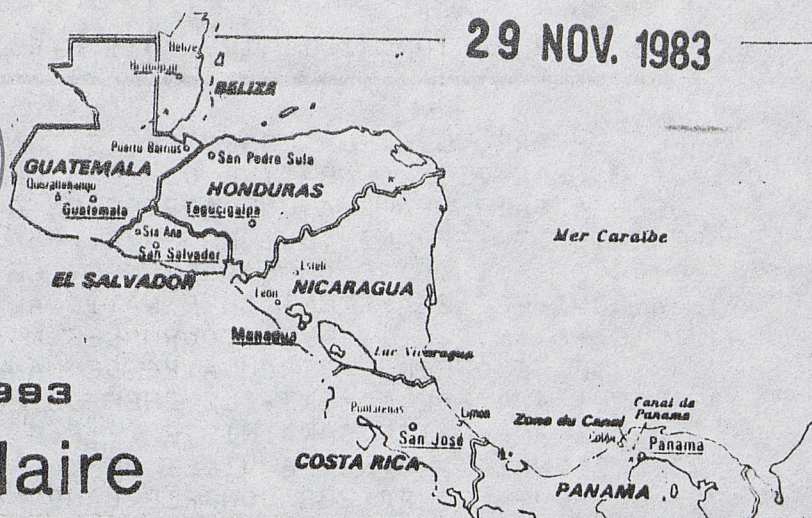 29 NOV. 1983
Belize
BELIZE
Puerto Barrios
San Pedro Sula
GUATEMALA
HONDURAS
Guatemala
Tegucigalpa
Sta Ana
San Salvador
Mer Caraïbe
EL SALVADOR
Esteli
NICARAGUA
León
Managua
Lac Nicaragua
993
Canal de
Panama
Puntarenas
Limon
Zone du Canal
Colón
San José
Panama
laire
COSTA RICA
PANAMA